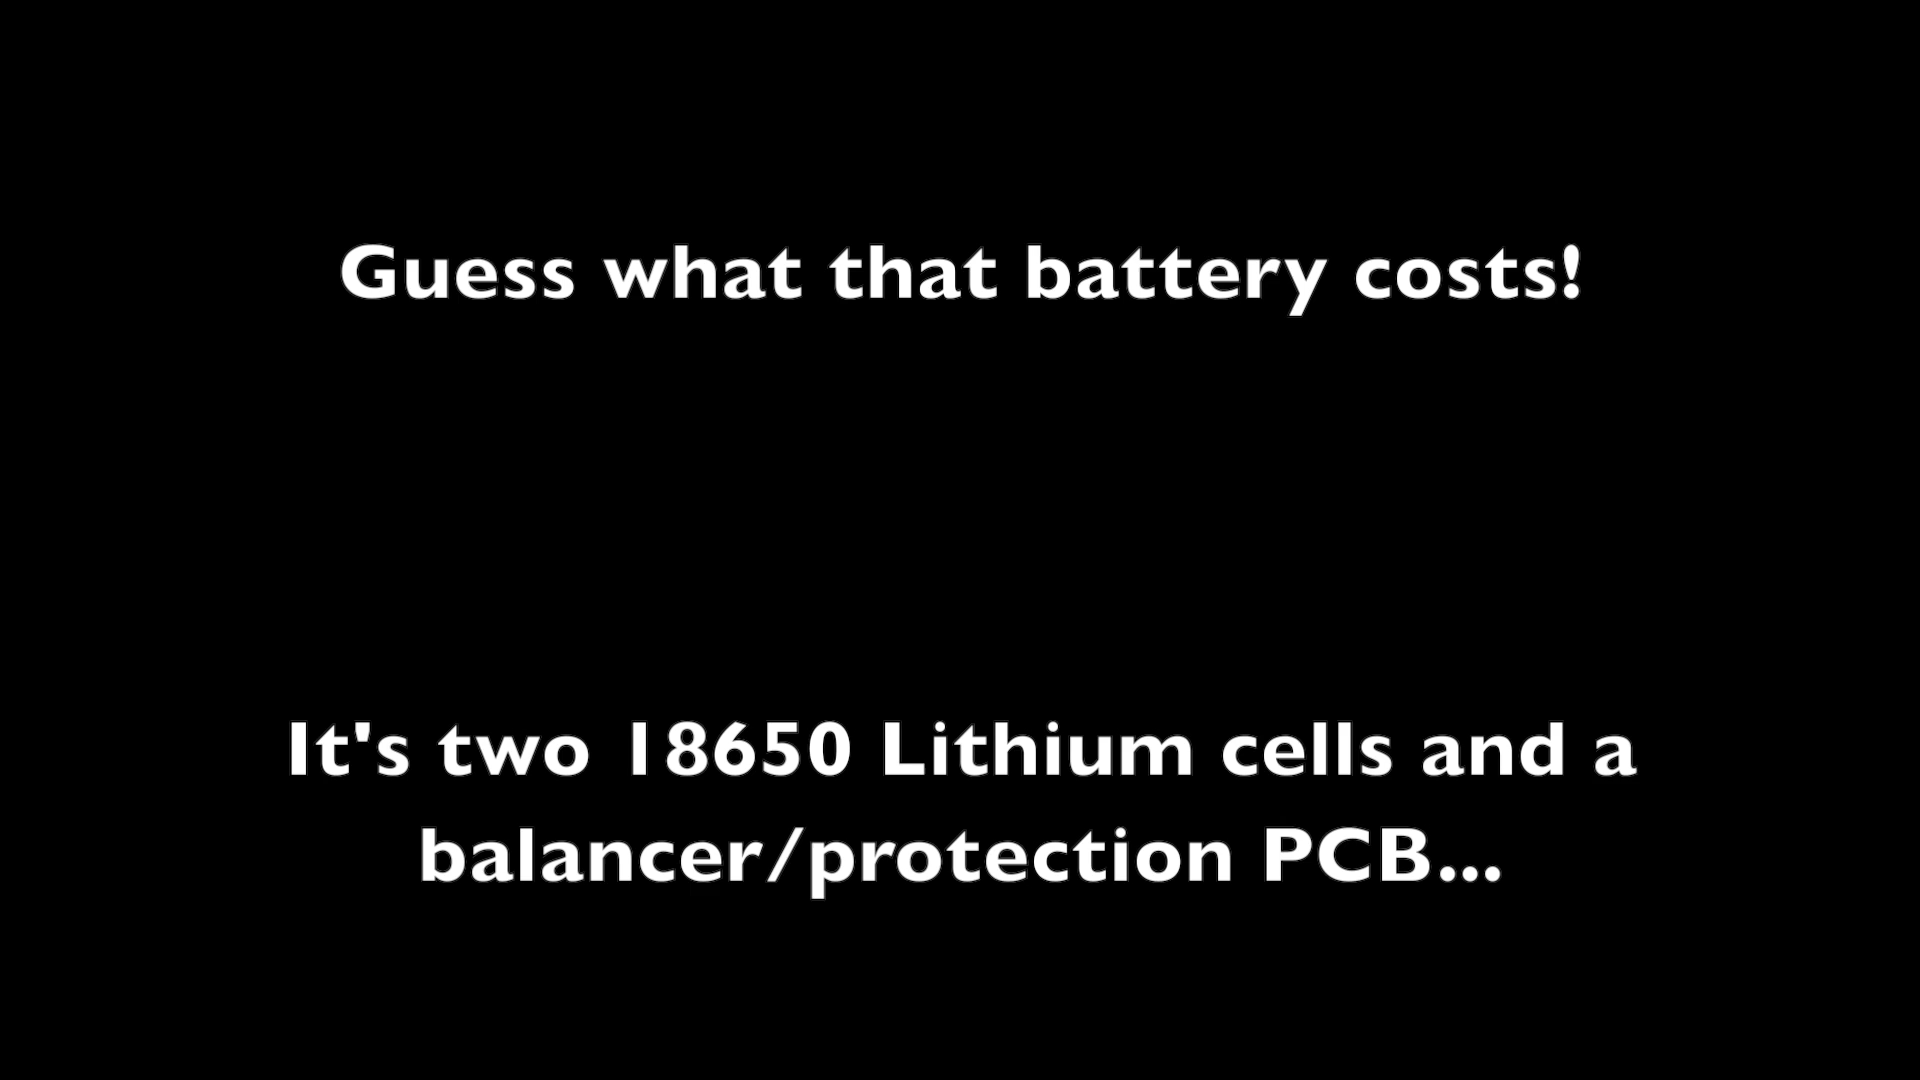 Guess what that battery costs!
It's two 18650 Lithium cells and a
balancer/protection PCB...